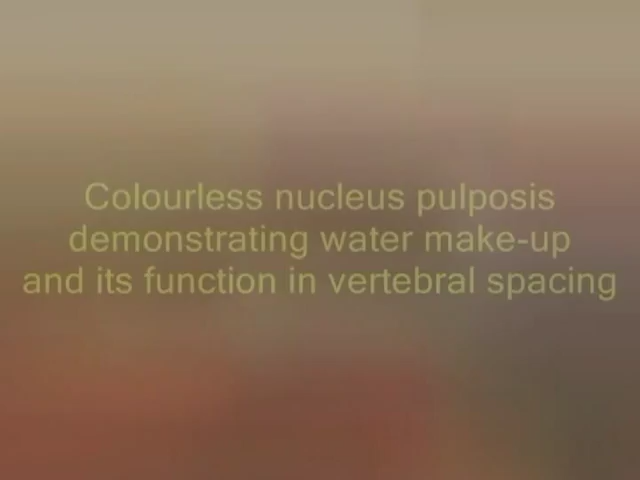 Colourless nucleus pulposis
demonstrating water make-up
and its function in vertebral spacing